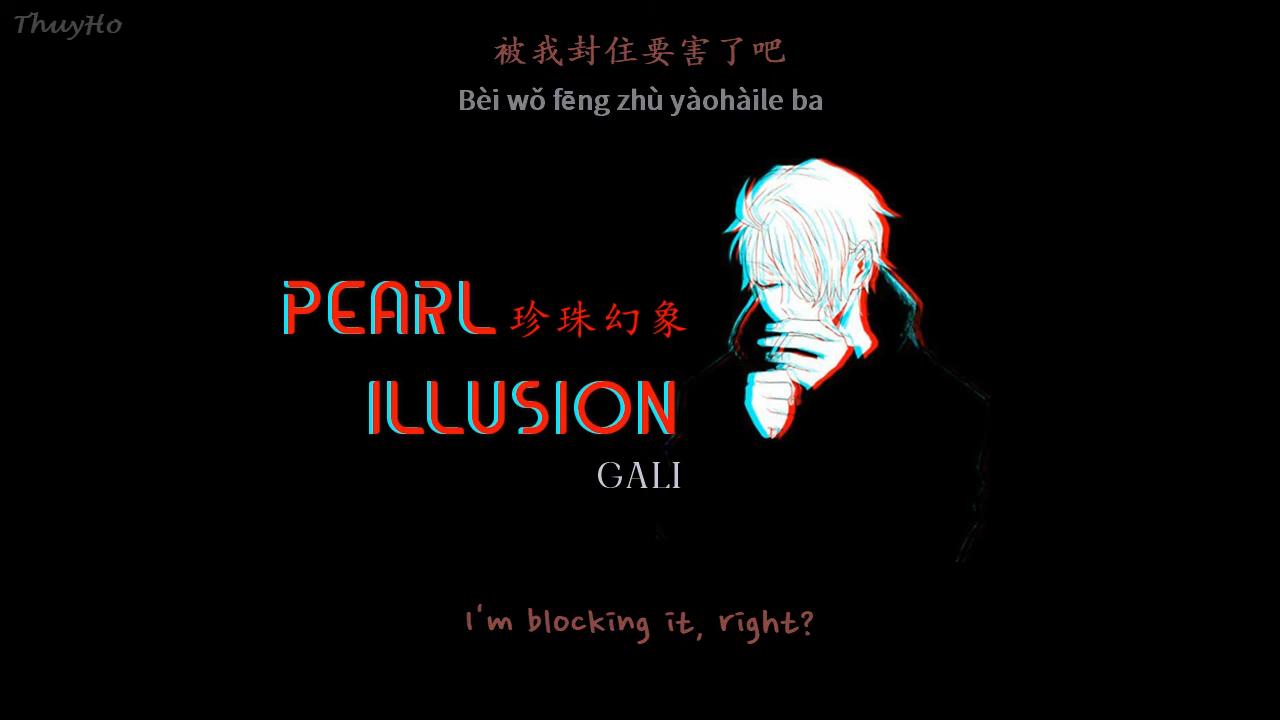 ThuyHo
被我封住要害了吧
Bèi wǒ fēng zhù yàohàile ba
PEARL 珍珠幻象
ILLUSION
GALI
I'm blocking it, right?